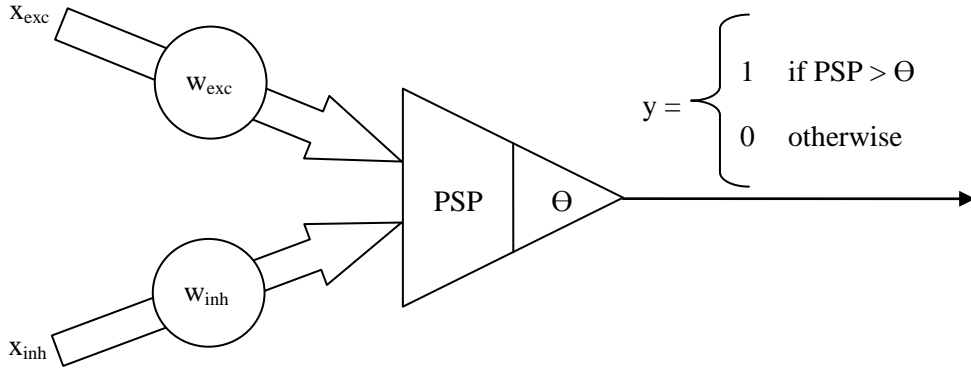 x_exc
w_exc
y =
1 if PSP > Θ
0 otherwise
PSP Θ
w_inh
x_inh